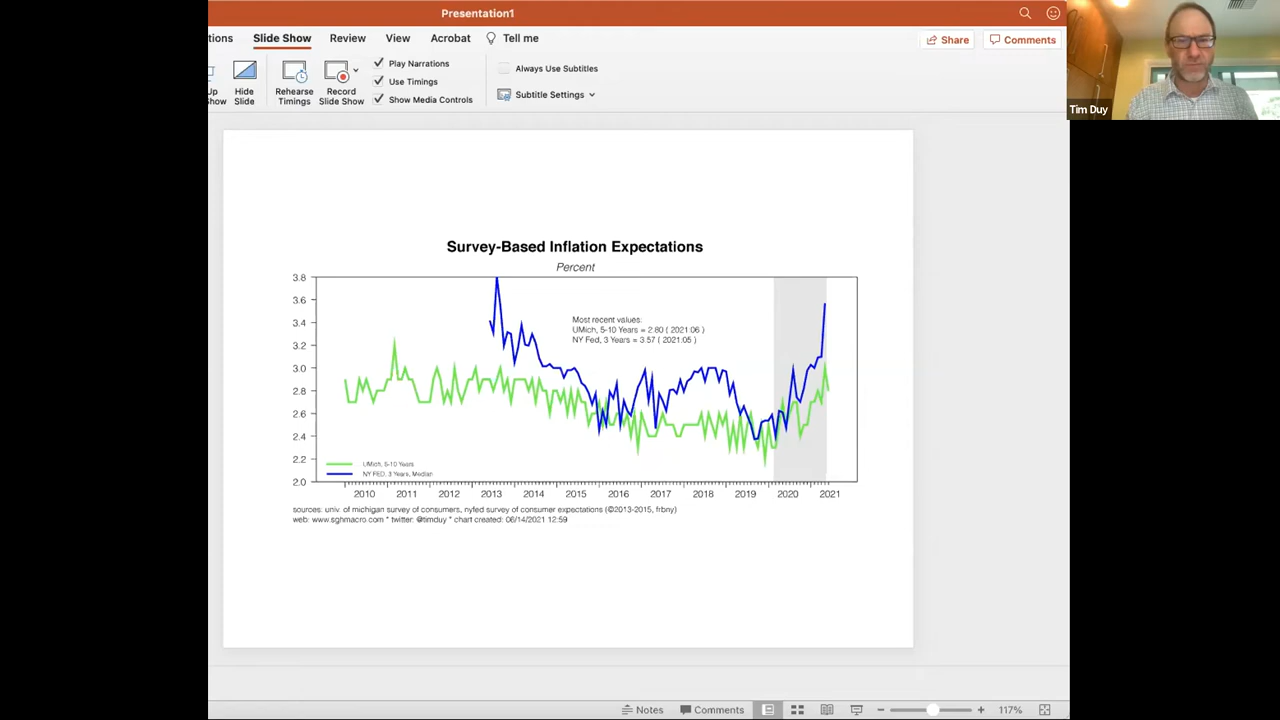 Presentation1
tions Slide Show Review View Acrobat Tell me
Share Comments
Tim Duy
Up Show
Hide Slide
Rehearse Timings
Record Slide Show
Play Narrations
Use Timings
Show Media Controls
Always Use Subtitles
Subtitle Settings
Survey-Based Inflation Expectations
Percent
3.8
3.6
3.4
3.2
3.0
2.8
2.6
2.4
2.2
2.0
Most recent values:
UMich, 5-10 Years = 2.80 ( 2021:06 )
NY Fed, 3 Years = 3.57 ( 2021:05 )
UMich, 5-10 Years
NY FED, 3 Years, Median
2010 2011 2012 2013 2014 2015 2016 2017 2018 2019 2020 2021
sources: univ. of michigan survey of consumers, nyfed survey of consumer expectations (©2013-2015, frbny)
web: www.sghmacro.com * twitter: @timduy * chart created: 06/14/2021 12:59
Notes Comments 117%